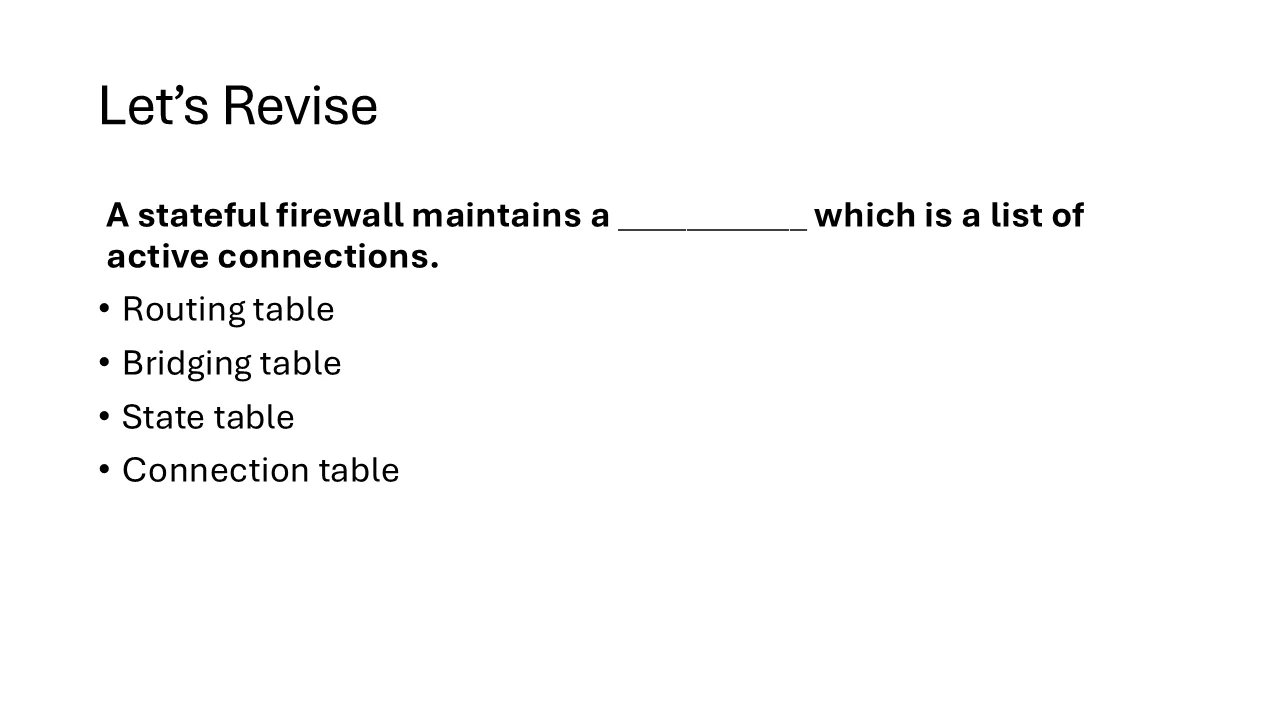 Let’s Revise
A stateful firewall maintains a ___________ which is a list of
active connections.
• Routing table
• Bridging table
• State table
• Connection table